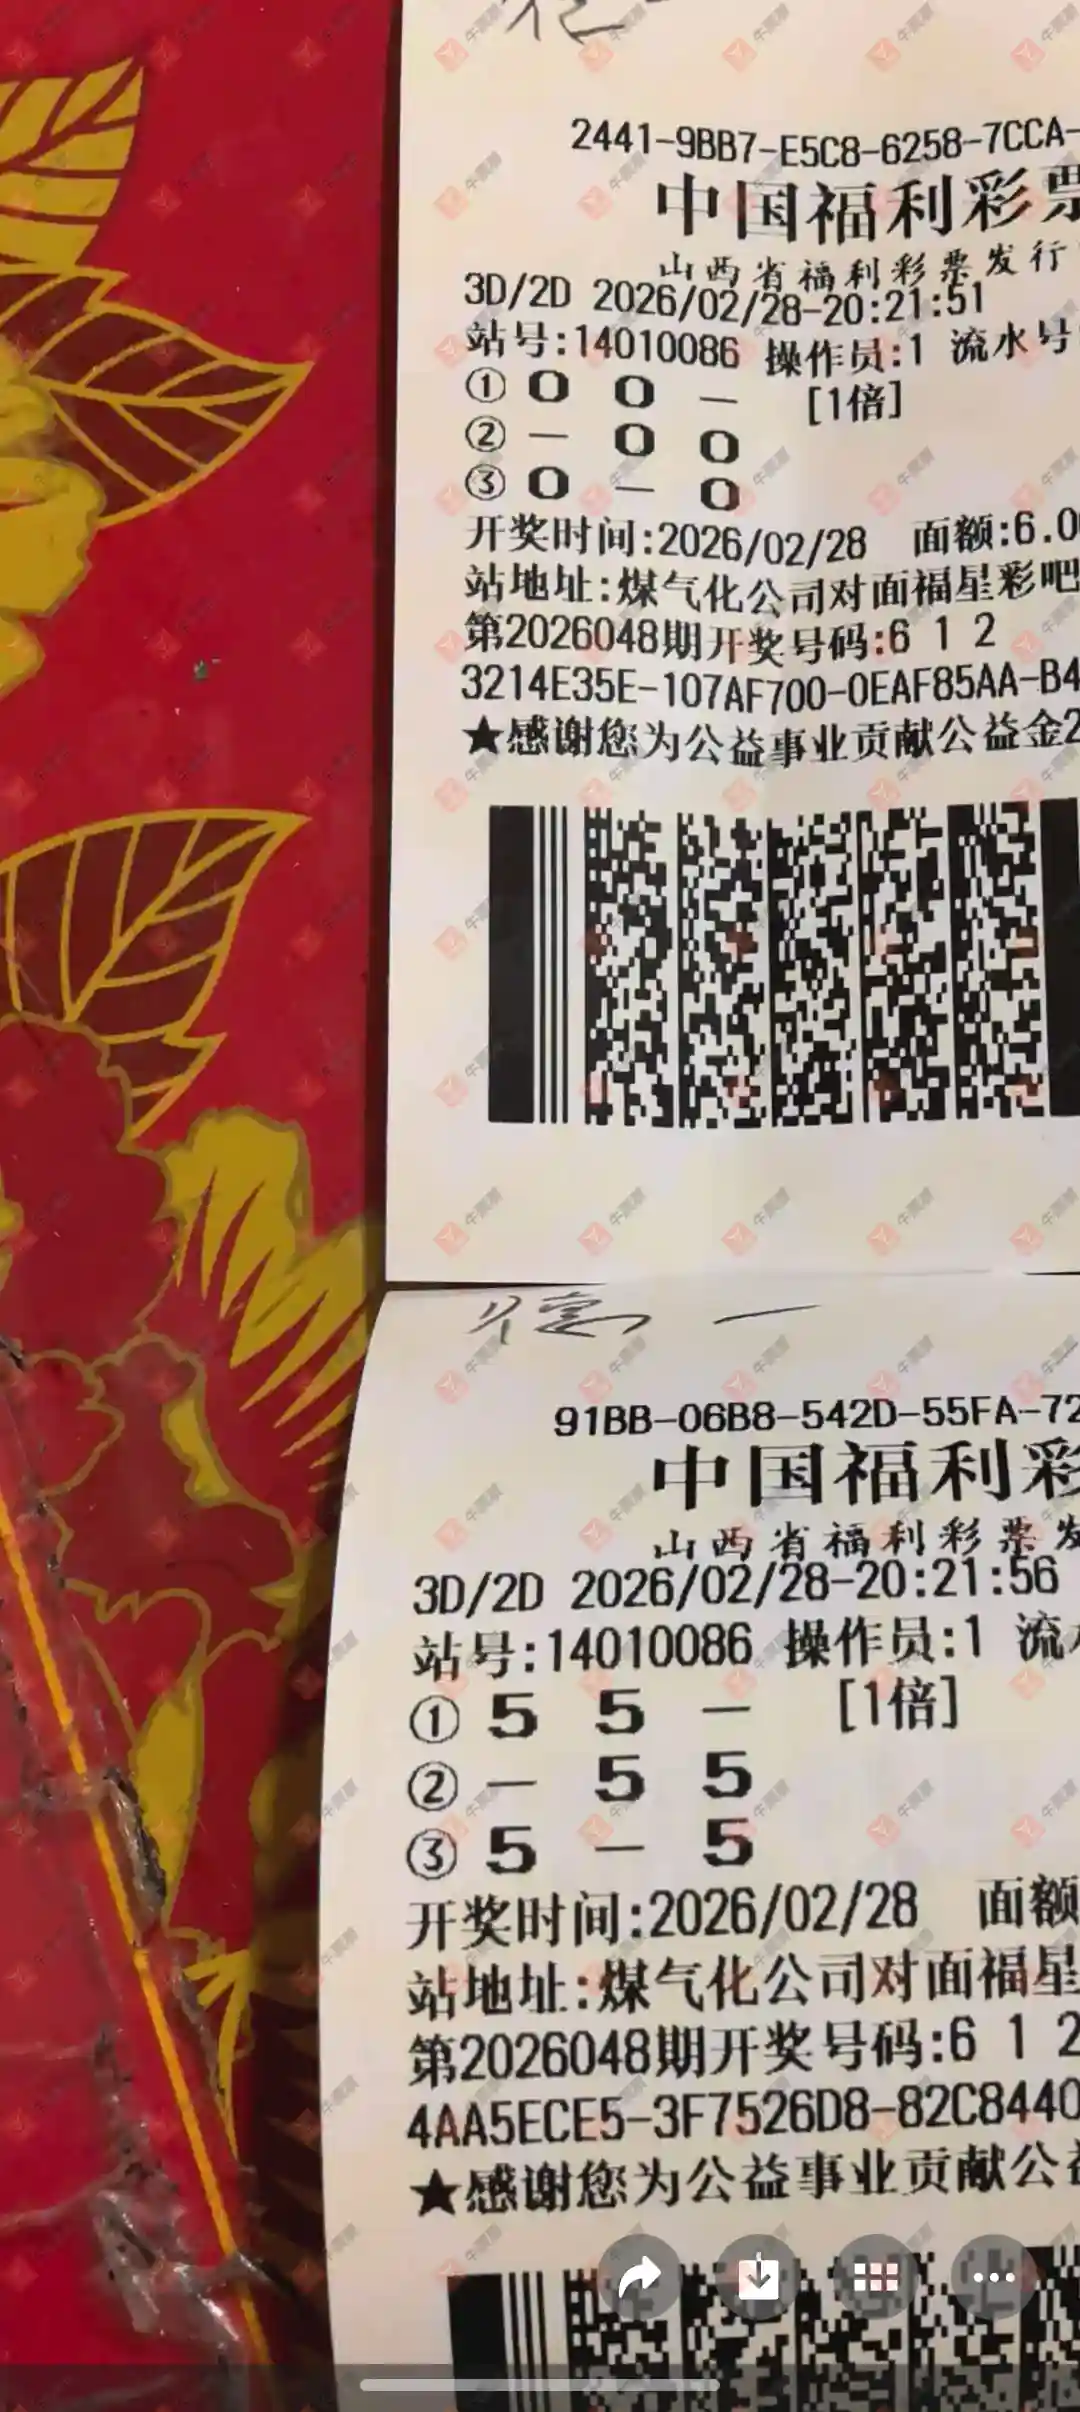 2441-9BB7-E5C8-6258-7CCA-
中国福利彩票
山西省福利彩票发行
3D/2D 2026/02/28-20:21:51
站号:14010086 操作员:1 流水号
① 0 0 — [1倍]
② — 0 0
③ 0 — 0
开奖时间:2026/02/28 面额:6.0
站地址:煤气化公司对面福星彩吧
第2026048期开奖号码:6 1 2
3214E35E-107AF700-0EAF85AA-B4
★感谢您为公益事业贡献公益金2
91BB-06B8-542D-55FA-72
中国福利彩
山西省福利彩票发
3D/2D 2026/02/28-20:21:56
站号:14010086 操作员:1 流水
① 5 5 — [1倍]
② — 5 5
③ 5 — 5
开奖时间:2026/02/28 面额
站地址:煤气化公司对面福星
第2026048期开奖号码:6 1 2
4AA5ECE5-3F7526D8-82C8440
★感谢您为公益事业贡献公益